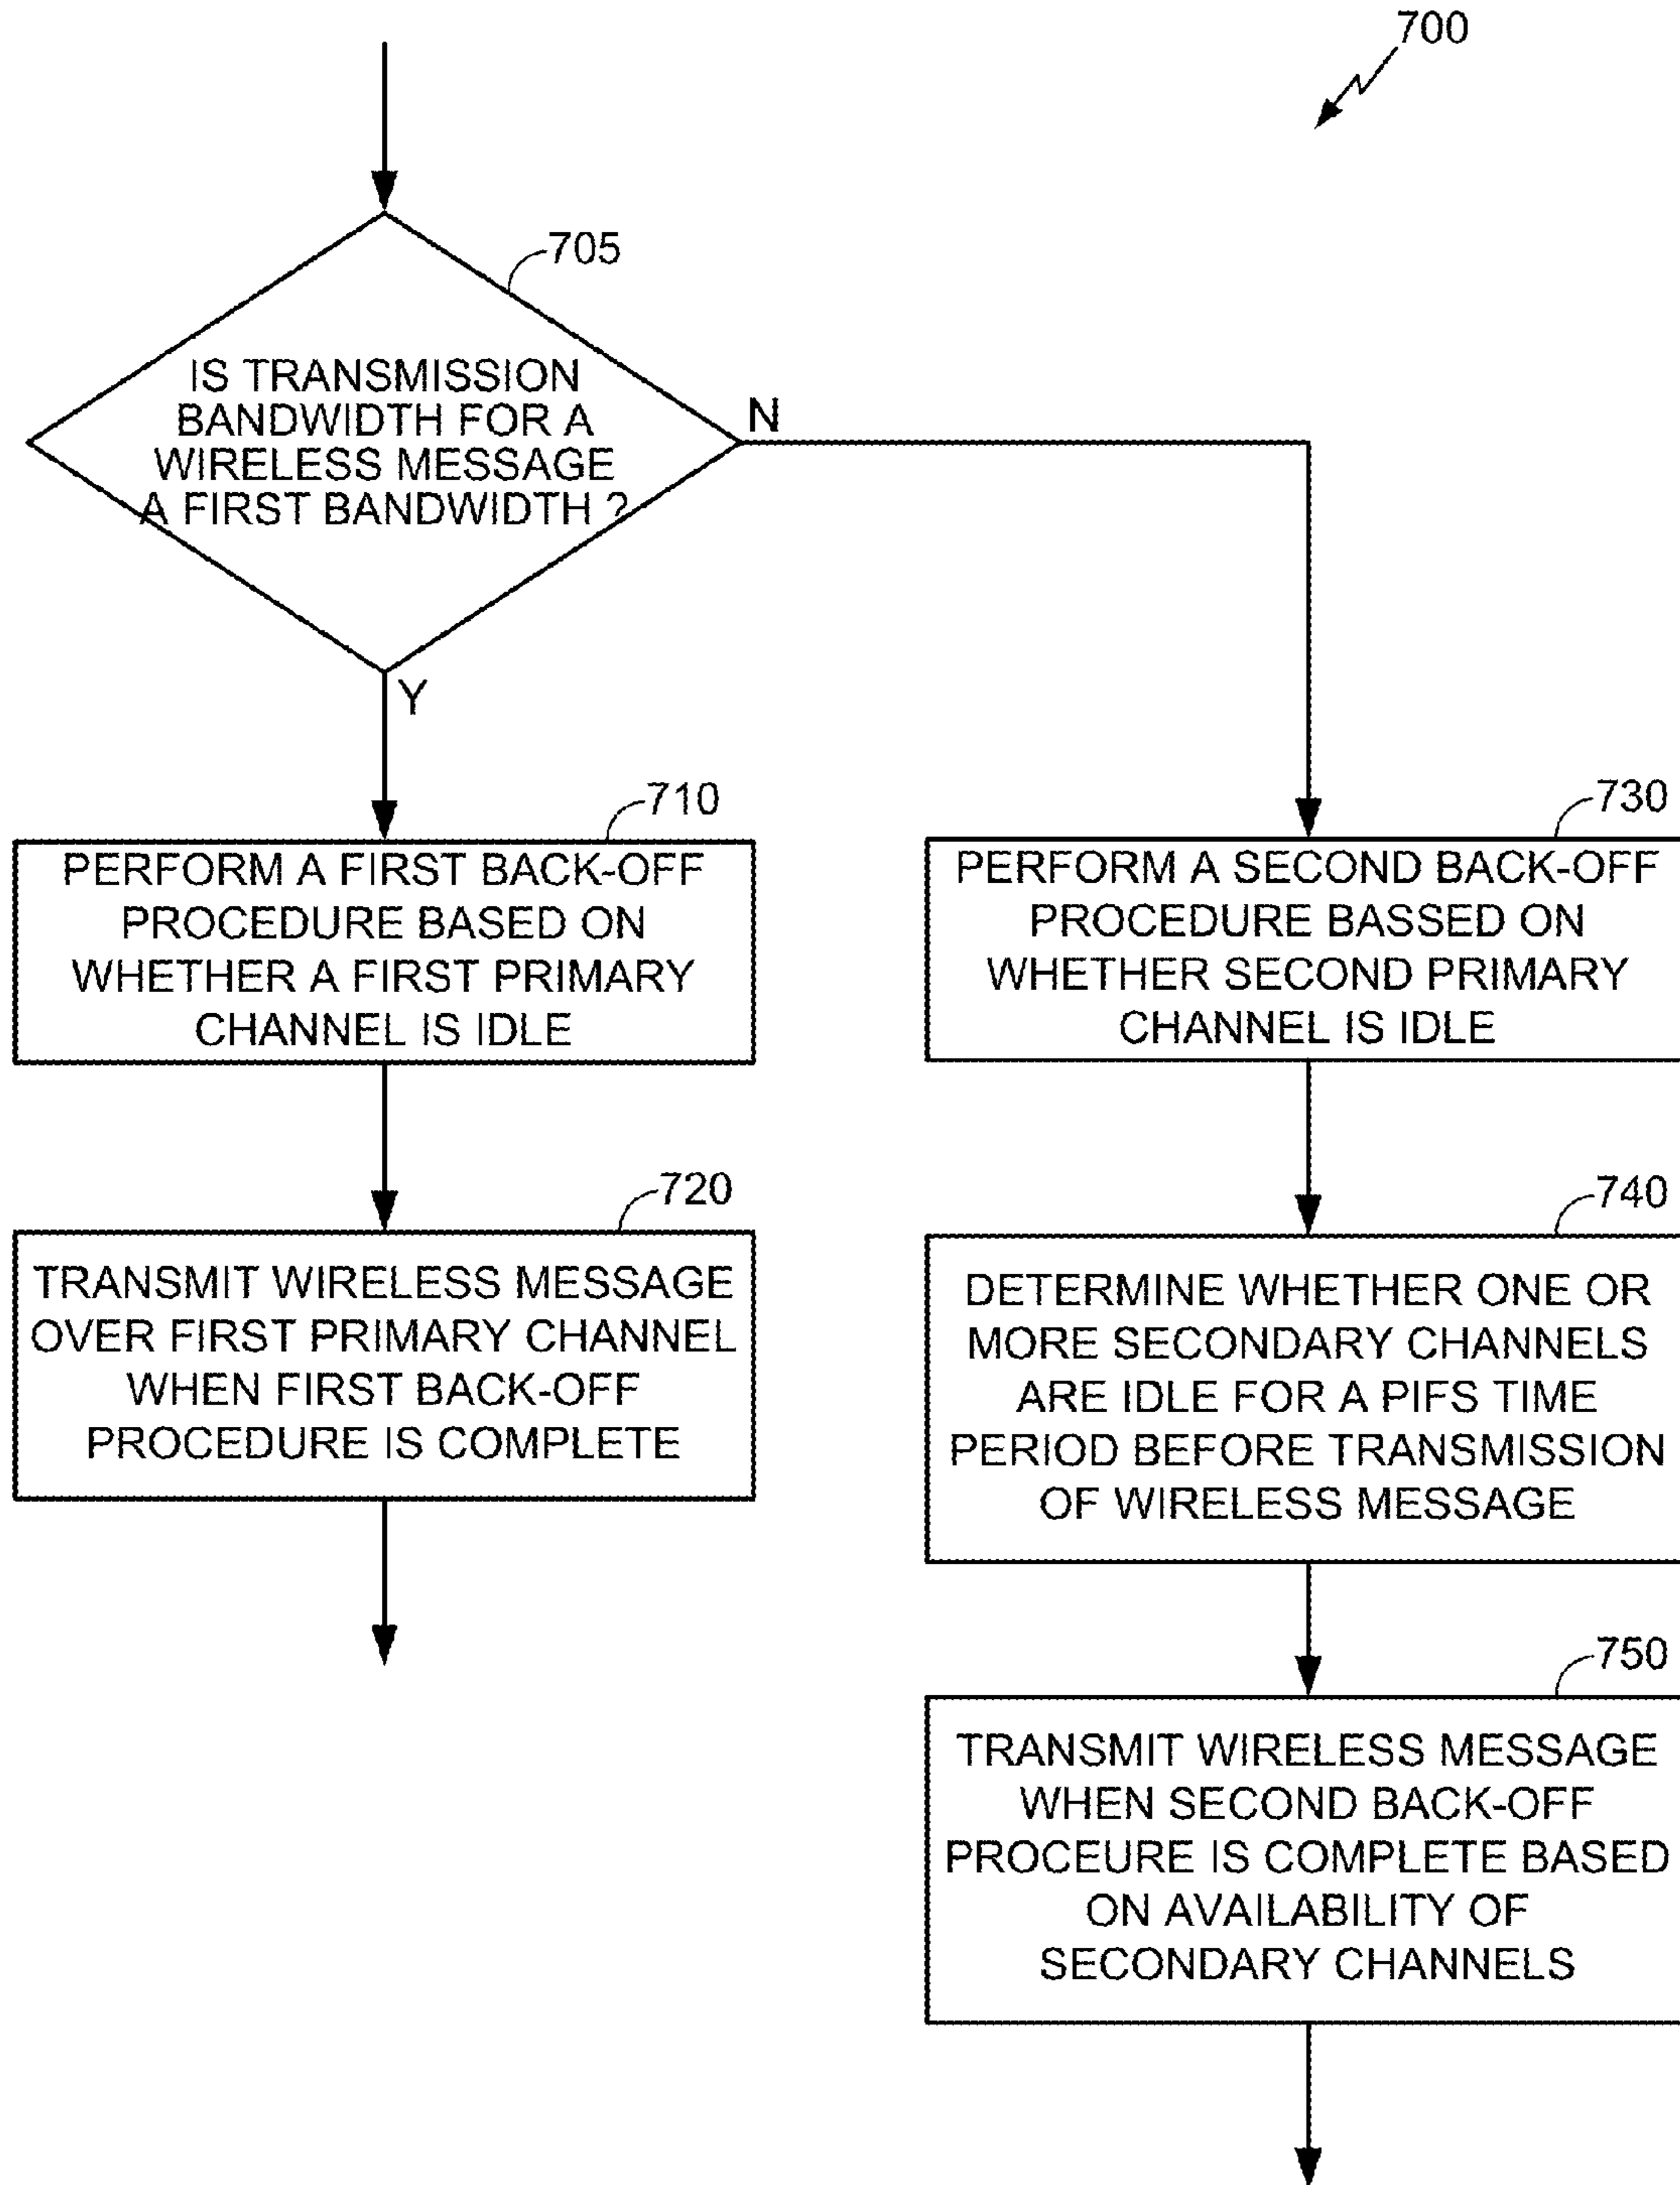 700
705
IS TRANSMISSION
BANDWIDTH FOR A
WIRELESS MESSAGE
A FIRST BANDWIDTH ?
N
Y
710
PERFORM A FIRST BACK-OFF
PROCEDURE BASED ON
WHETHER A FIRST PRIMARY
CHANNEL IS IDLE
720
TRANSMIT WIRELESS MESSAGE
OVER FIRST PRIMARY CHANNEL
WHEN FIRST BACK-OFF
PROCEDURE IS COMPLETE
730
PERFORM A SECOND BACK-OFF
PROCEDURE BASSED ON
WHETHER SECOND PRIMARY
CHANNEL IS IDLE
740
DETERMINE WHETHER ONE OR
MORE SECONDARY CHANNELS
ARE IDLE FOR A PIFS TIME
PERIOD BEFORE TRANSMISSION
OF WIRELESS MESSAGE
750
TRANSMIT WIRELESS MESSAGE
WHEN SECOND BACK-OFF
PROCEURE IS COMPLETE BASED
ON AVAILABILITY OF
SECONDARY CHANNELS